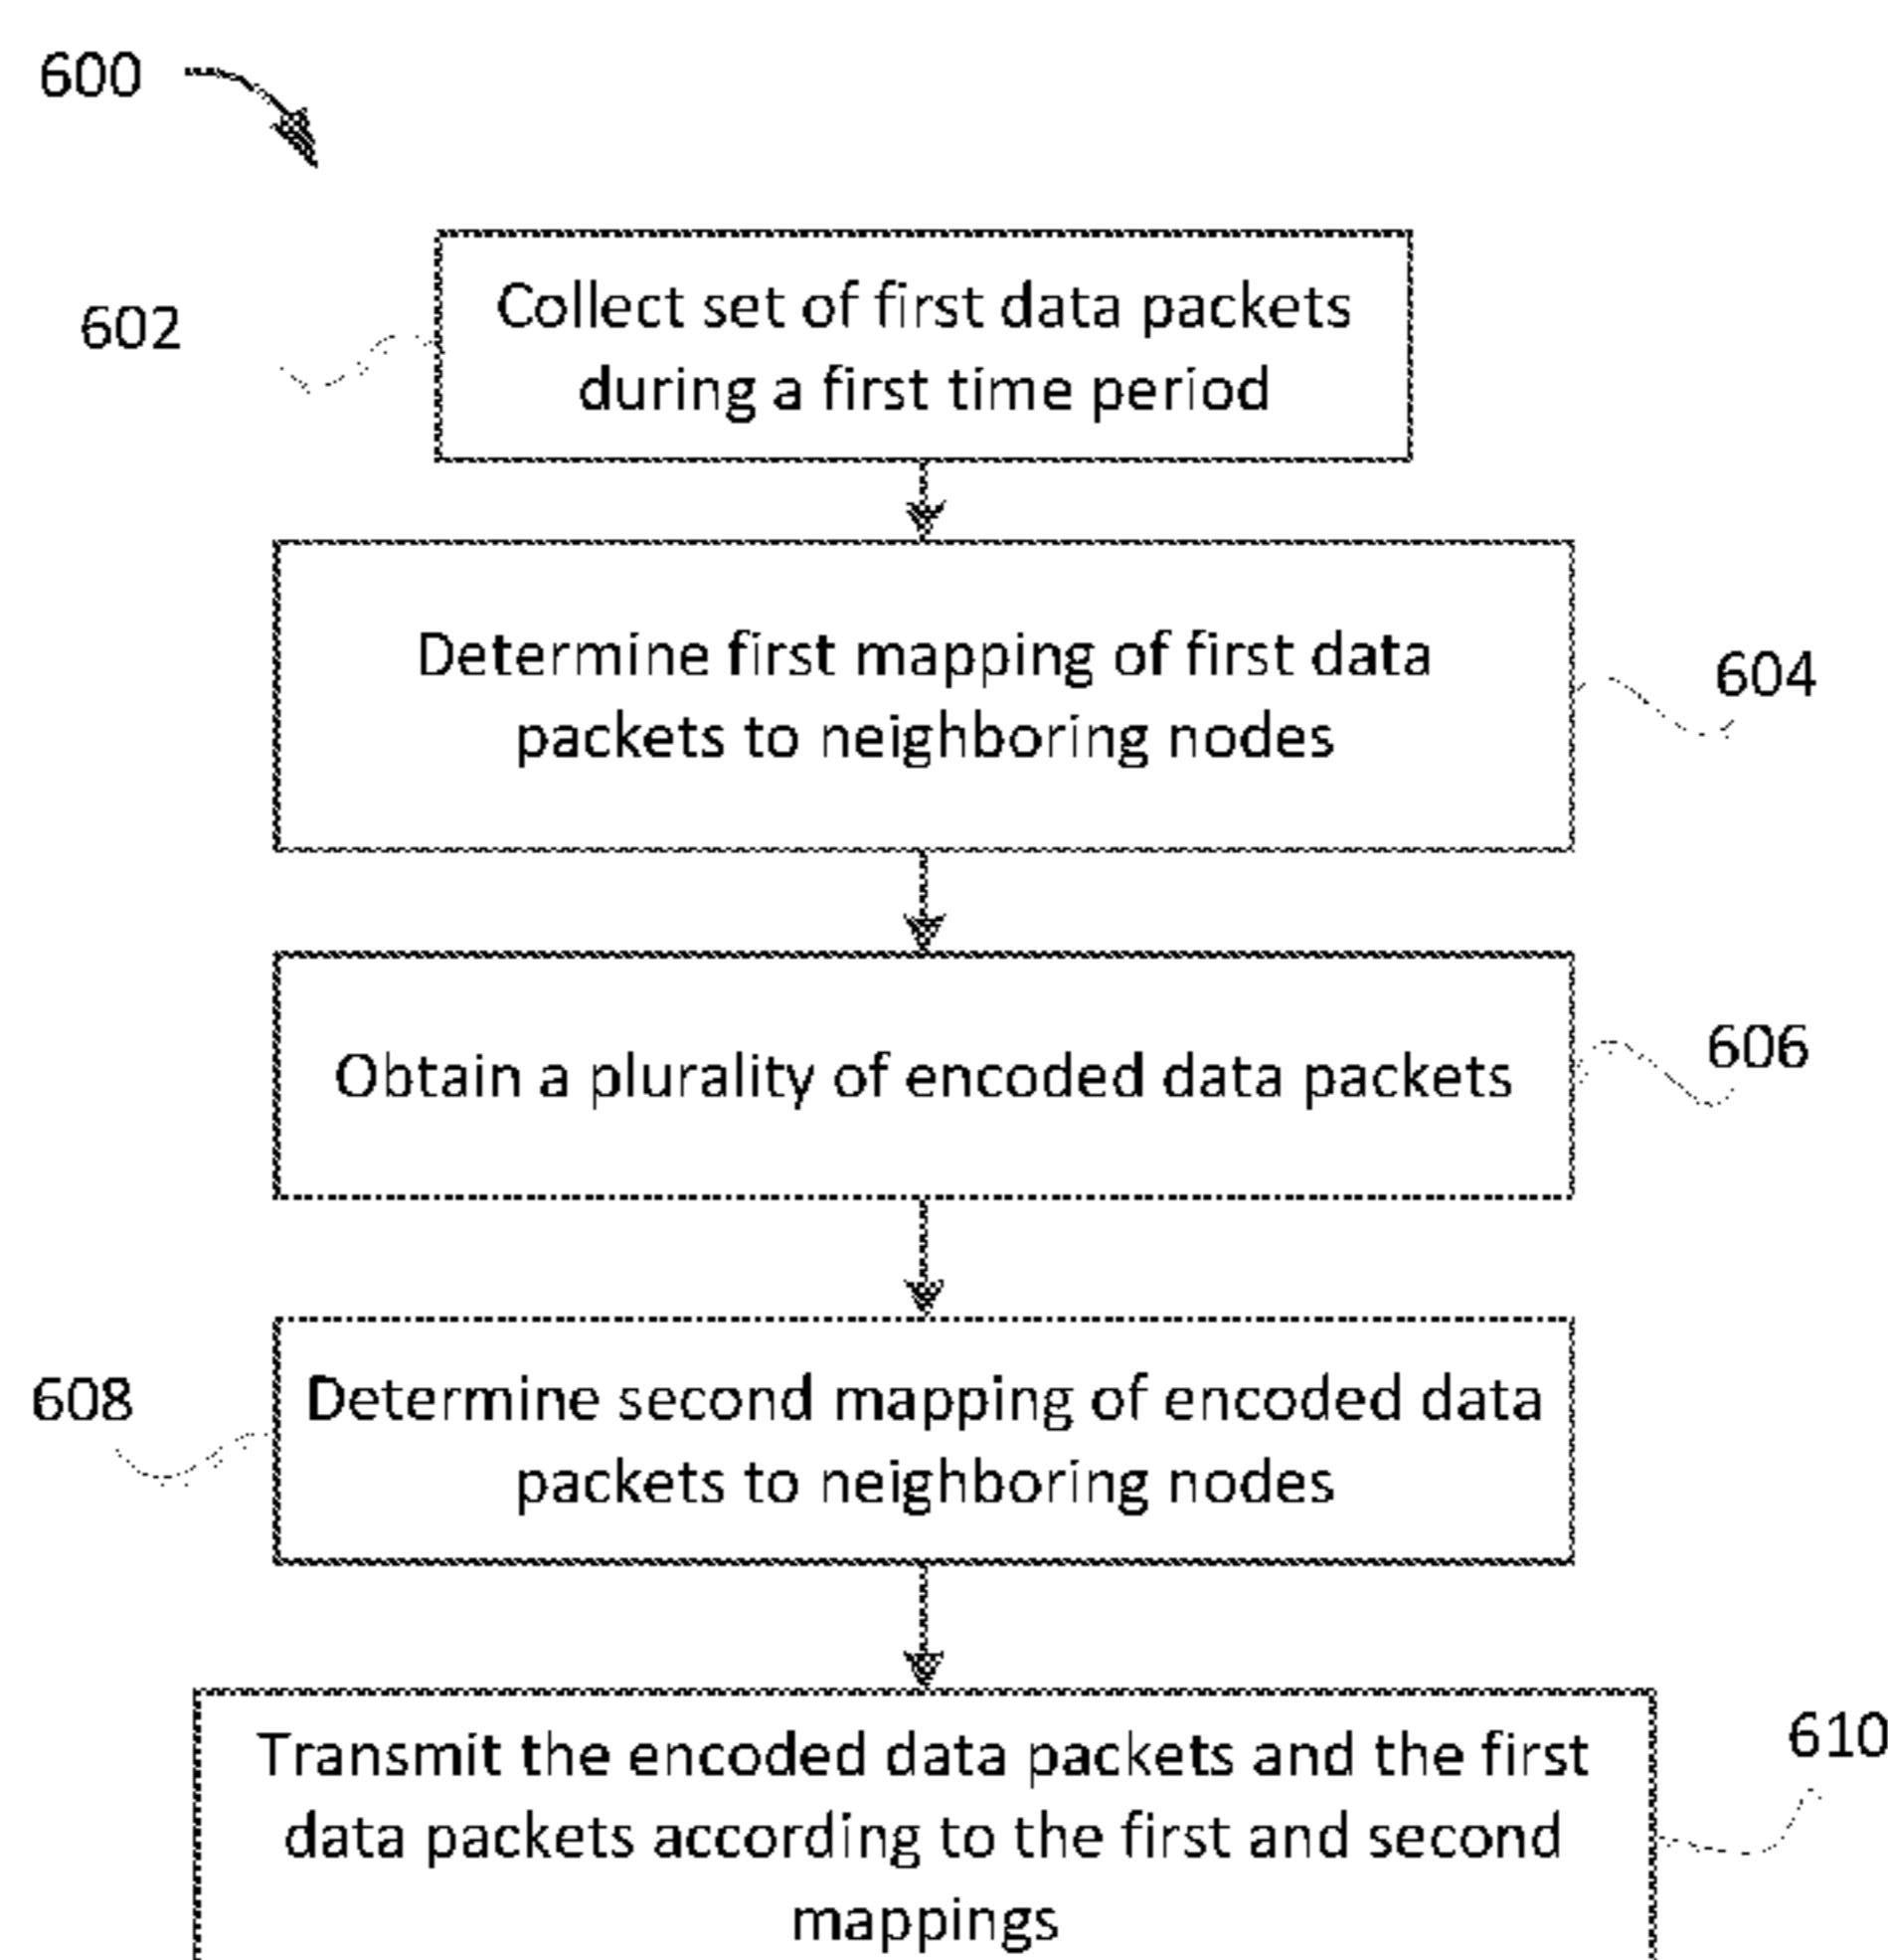 600
602
Collect set of first data packets
during a first time period
Determine first mapping of first data
packets to neighboring nodes
604
Obtain a plurality of encoded data packets
606
608
Determine second mapping of encoded data
packets to neighboring nodes
Transmit the encoded data packets and the first
data packets according to the first and second
mappings
610